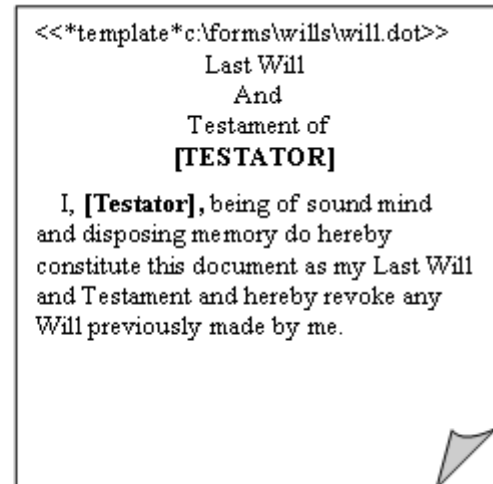 <<*template*c:\forms\wills\will.dot>>
Last Will
And
Testament of
[TESTATOR]
I, [Testator], being of sound mind
and disposing memory do hereby
constitute this document as my Last Will
and Testament and hereby revoke any
Will previously made by me.